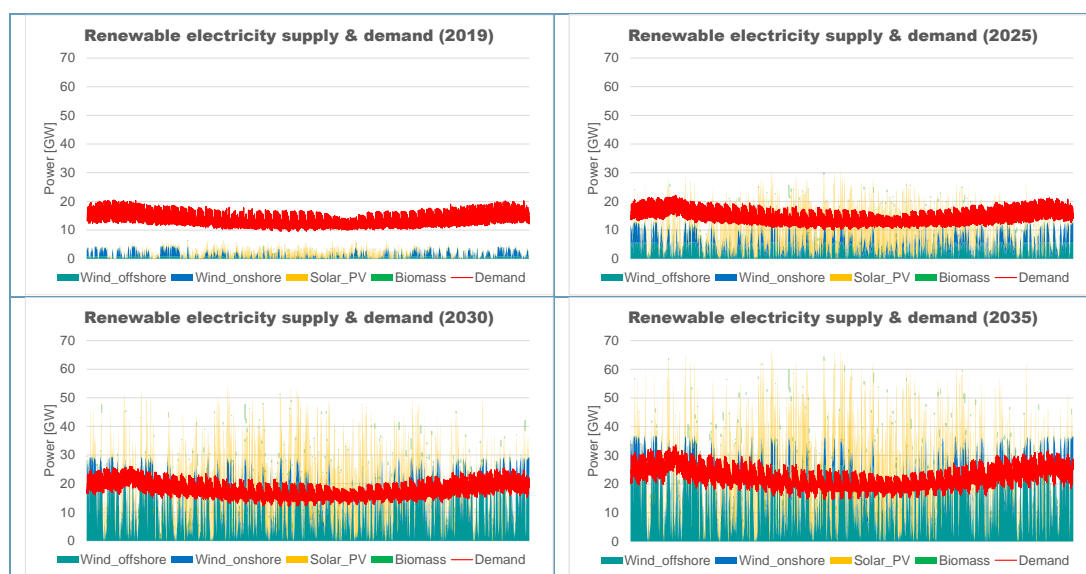 Renewable electricity supply & demand (2019)
70
60
50
40
30
20
10
0
Power [GW]
Wind_offshore Wind_onshore Solar_PV Biomass Demand
Renewable electricity supply & demand (2025)
70
60
50
40
30
20
10
0
Power [GW]
Wind_offshore Wind_onshore Solar_PV Biomass Demand
Renewable electricity supply & demand (2030)
70
60
50
40
30
20
10
0
Power [GW]
Wind_offshore Wind_onshore Solar_PV Biomass Demand
Renewable electricity supply & demand (2035)
70
60
50
40
30
20
10
0
Power [GW]
Wind_offshore Wind_onshore Solar_PV Biomass Demand